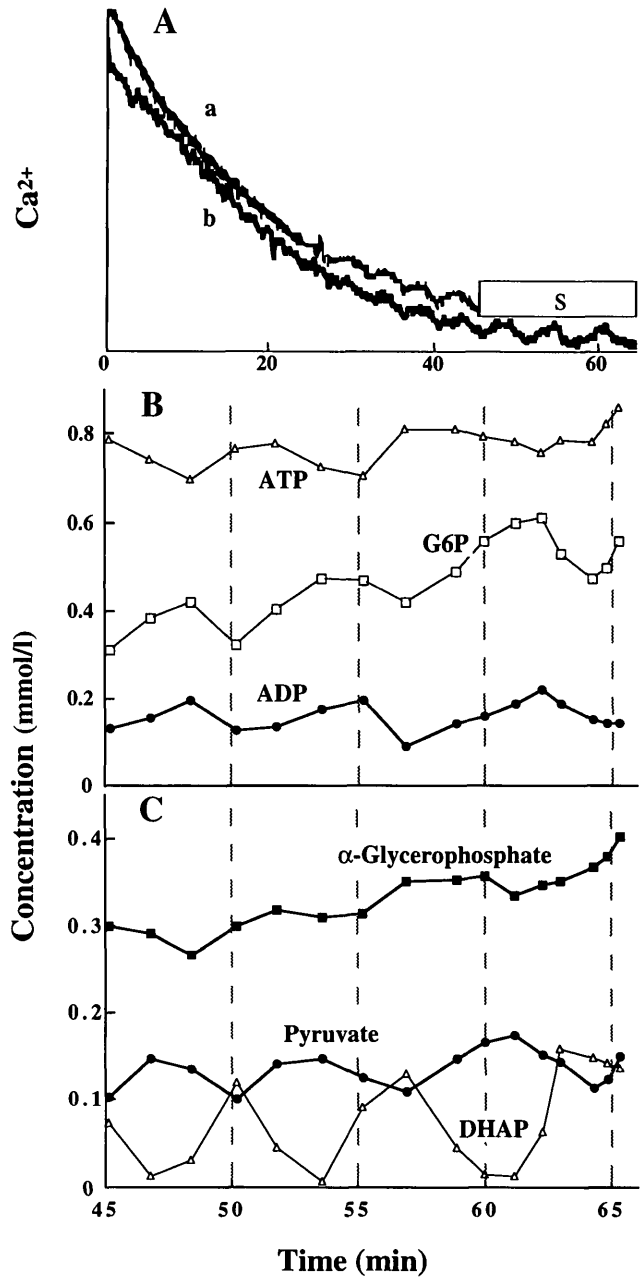 A
a
b
Ca2+
S
0 20 40 60
B
0.8
ATP
0.6
G6P
0.4
ADP
0.2
0
Concentration (mmol/l)
C
0.4
α-Glycerophosphate
0.3
0.2
Pyruvate
0.1
DHAP
0
45 50 55 60 65
Time (min)